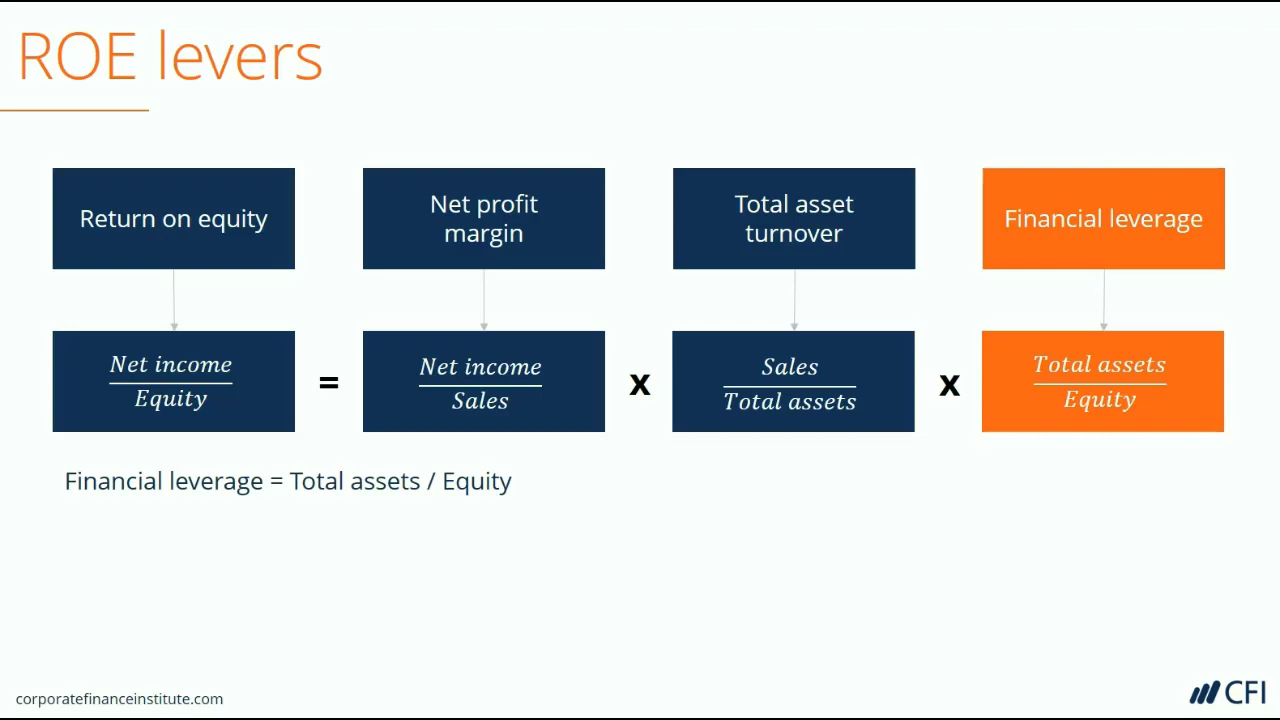 ROE levers
Return on equity
Net profit
margin
Total asset
turnover
Financial leverage
Net income
Equity
=
Net income
Sales
x
Sales
Total assets
x
Total assets
Equity
Financial leverage = Total assets / Equity
corporatefinanceinstitute.com
CFI